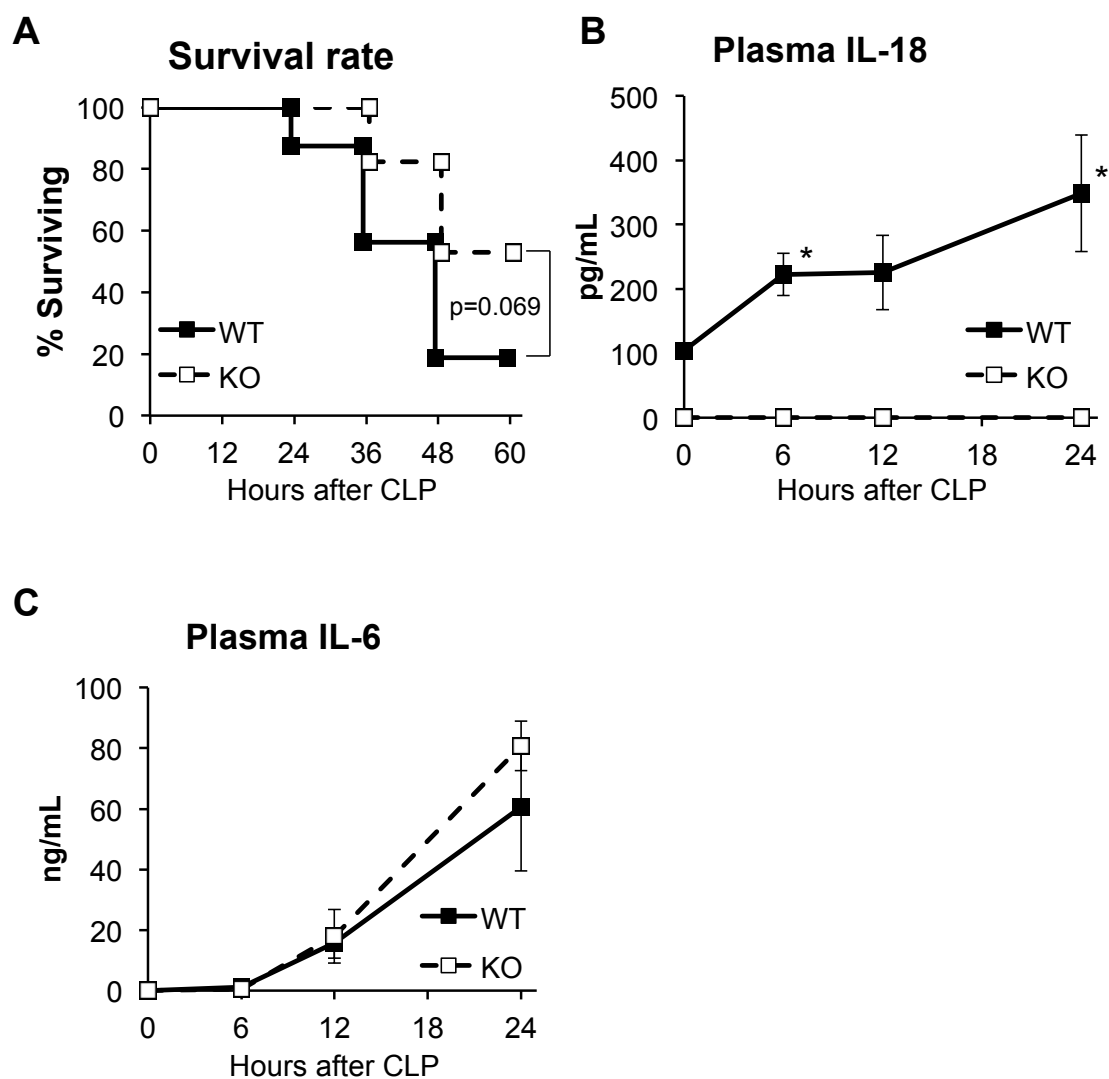 A
Survival rate
100
80
60
40
20
0
% Surviving
p=0.069
WT
KO
0 12 24 36 48 60
Hours after CLP
B
Plasma IL-18
500
400
300
200
100
0
pg/mL
*
*
WT
KO
0 6 12 18 24
Hours after CLP
C
Plasma IL-6
100
80
60
40
20
0
ng/mL
WT
KO
0 6 12 18 24
Hours after CLP